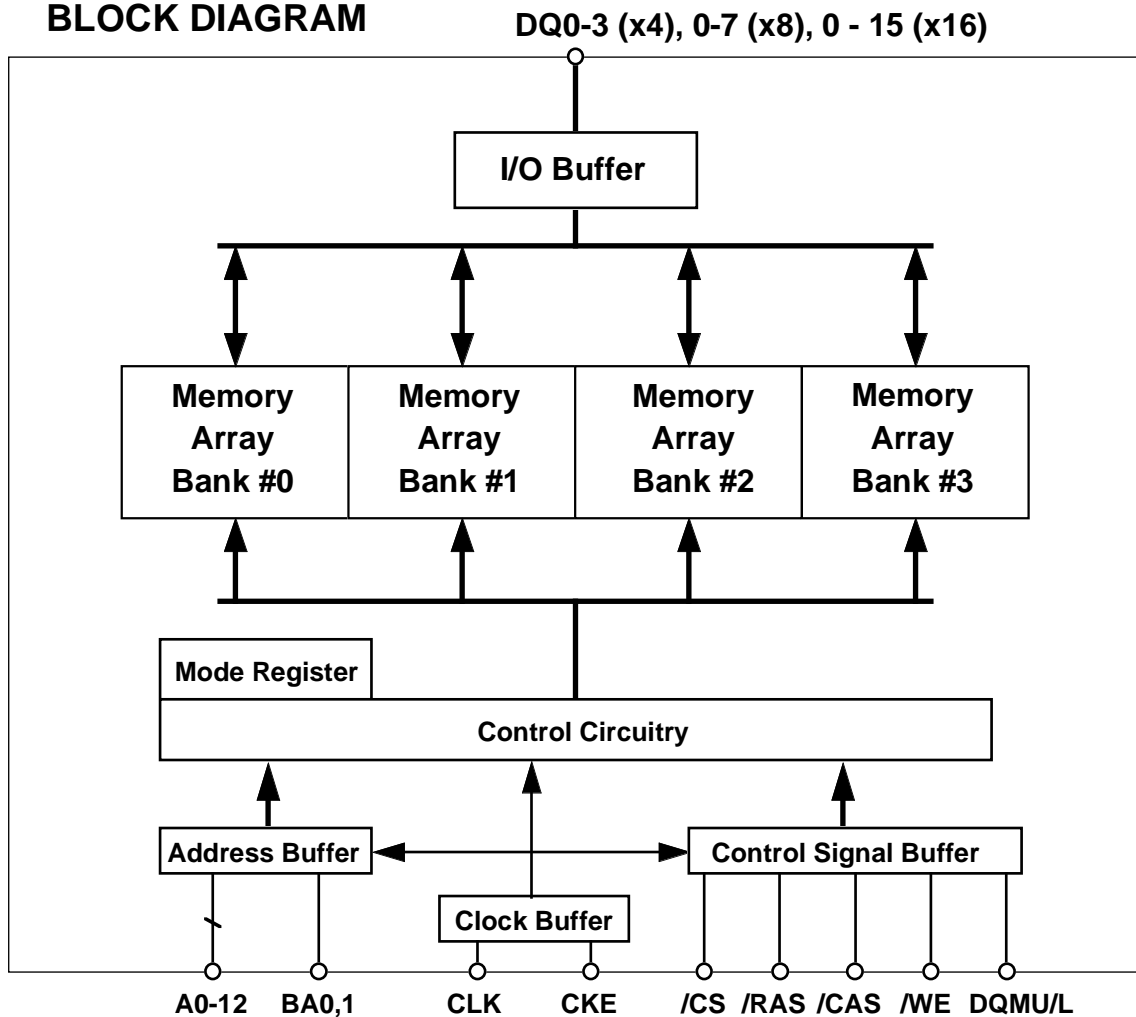 BLOCK DIAGRAM
DQ0-3 (x4), 0-7 (x8), 0 - 15 (x16)
I/O Buffer
Memory Array Bank #0
Memory Array Bank #1
Memory Array Bank #2
Memory Array Bank #3
Mode Register
Control Circuitry
Address Buffer
Control Signal Buffer
Clock Buffer
A0-12
BA0,1
CLK
CKE
/CS
/RAS
/CAS
/WE
DQMU/L